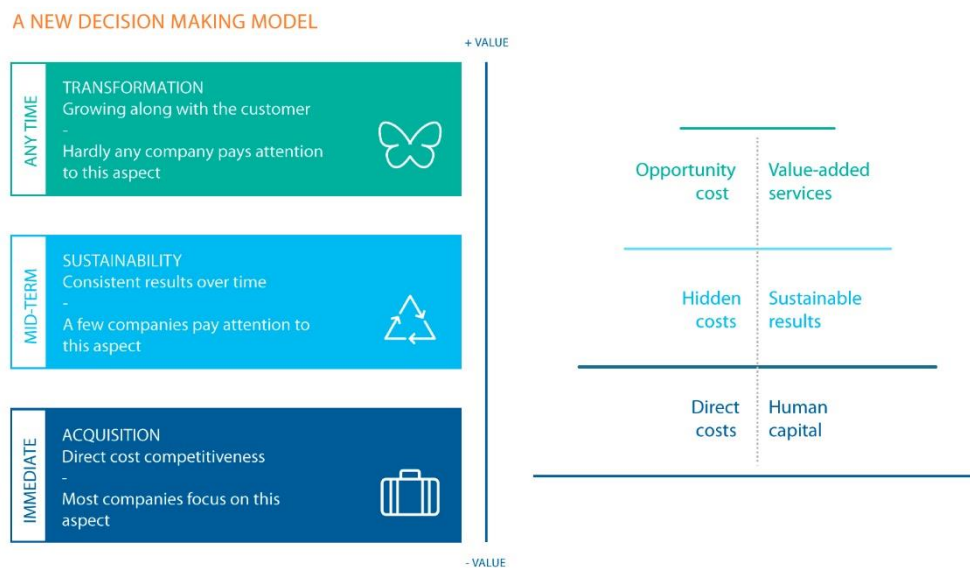 A NEW DECISION MAKING MODEL
+ VALUE
ANY TIME
TRANSFORMATION
Growing along with the customer
-
Hardly any company pays attention
to this aspect
MID-TERM
SUSTAINABILITY
Consistent results over time
-
A few companies pay attention to
this aspect
IMMEDIATE
ACQUISITION
Direct cost competitiveness
-
Most companies focus on this
aspect
- VALUE
Opportunity
cost
Value-added
services
Hidden
costs
Sustainable
results
Direct
costs
Human
capital